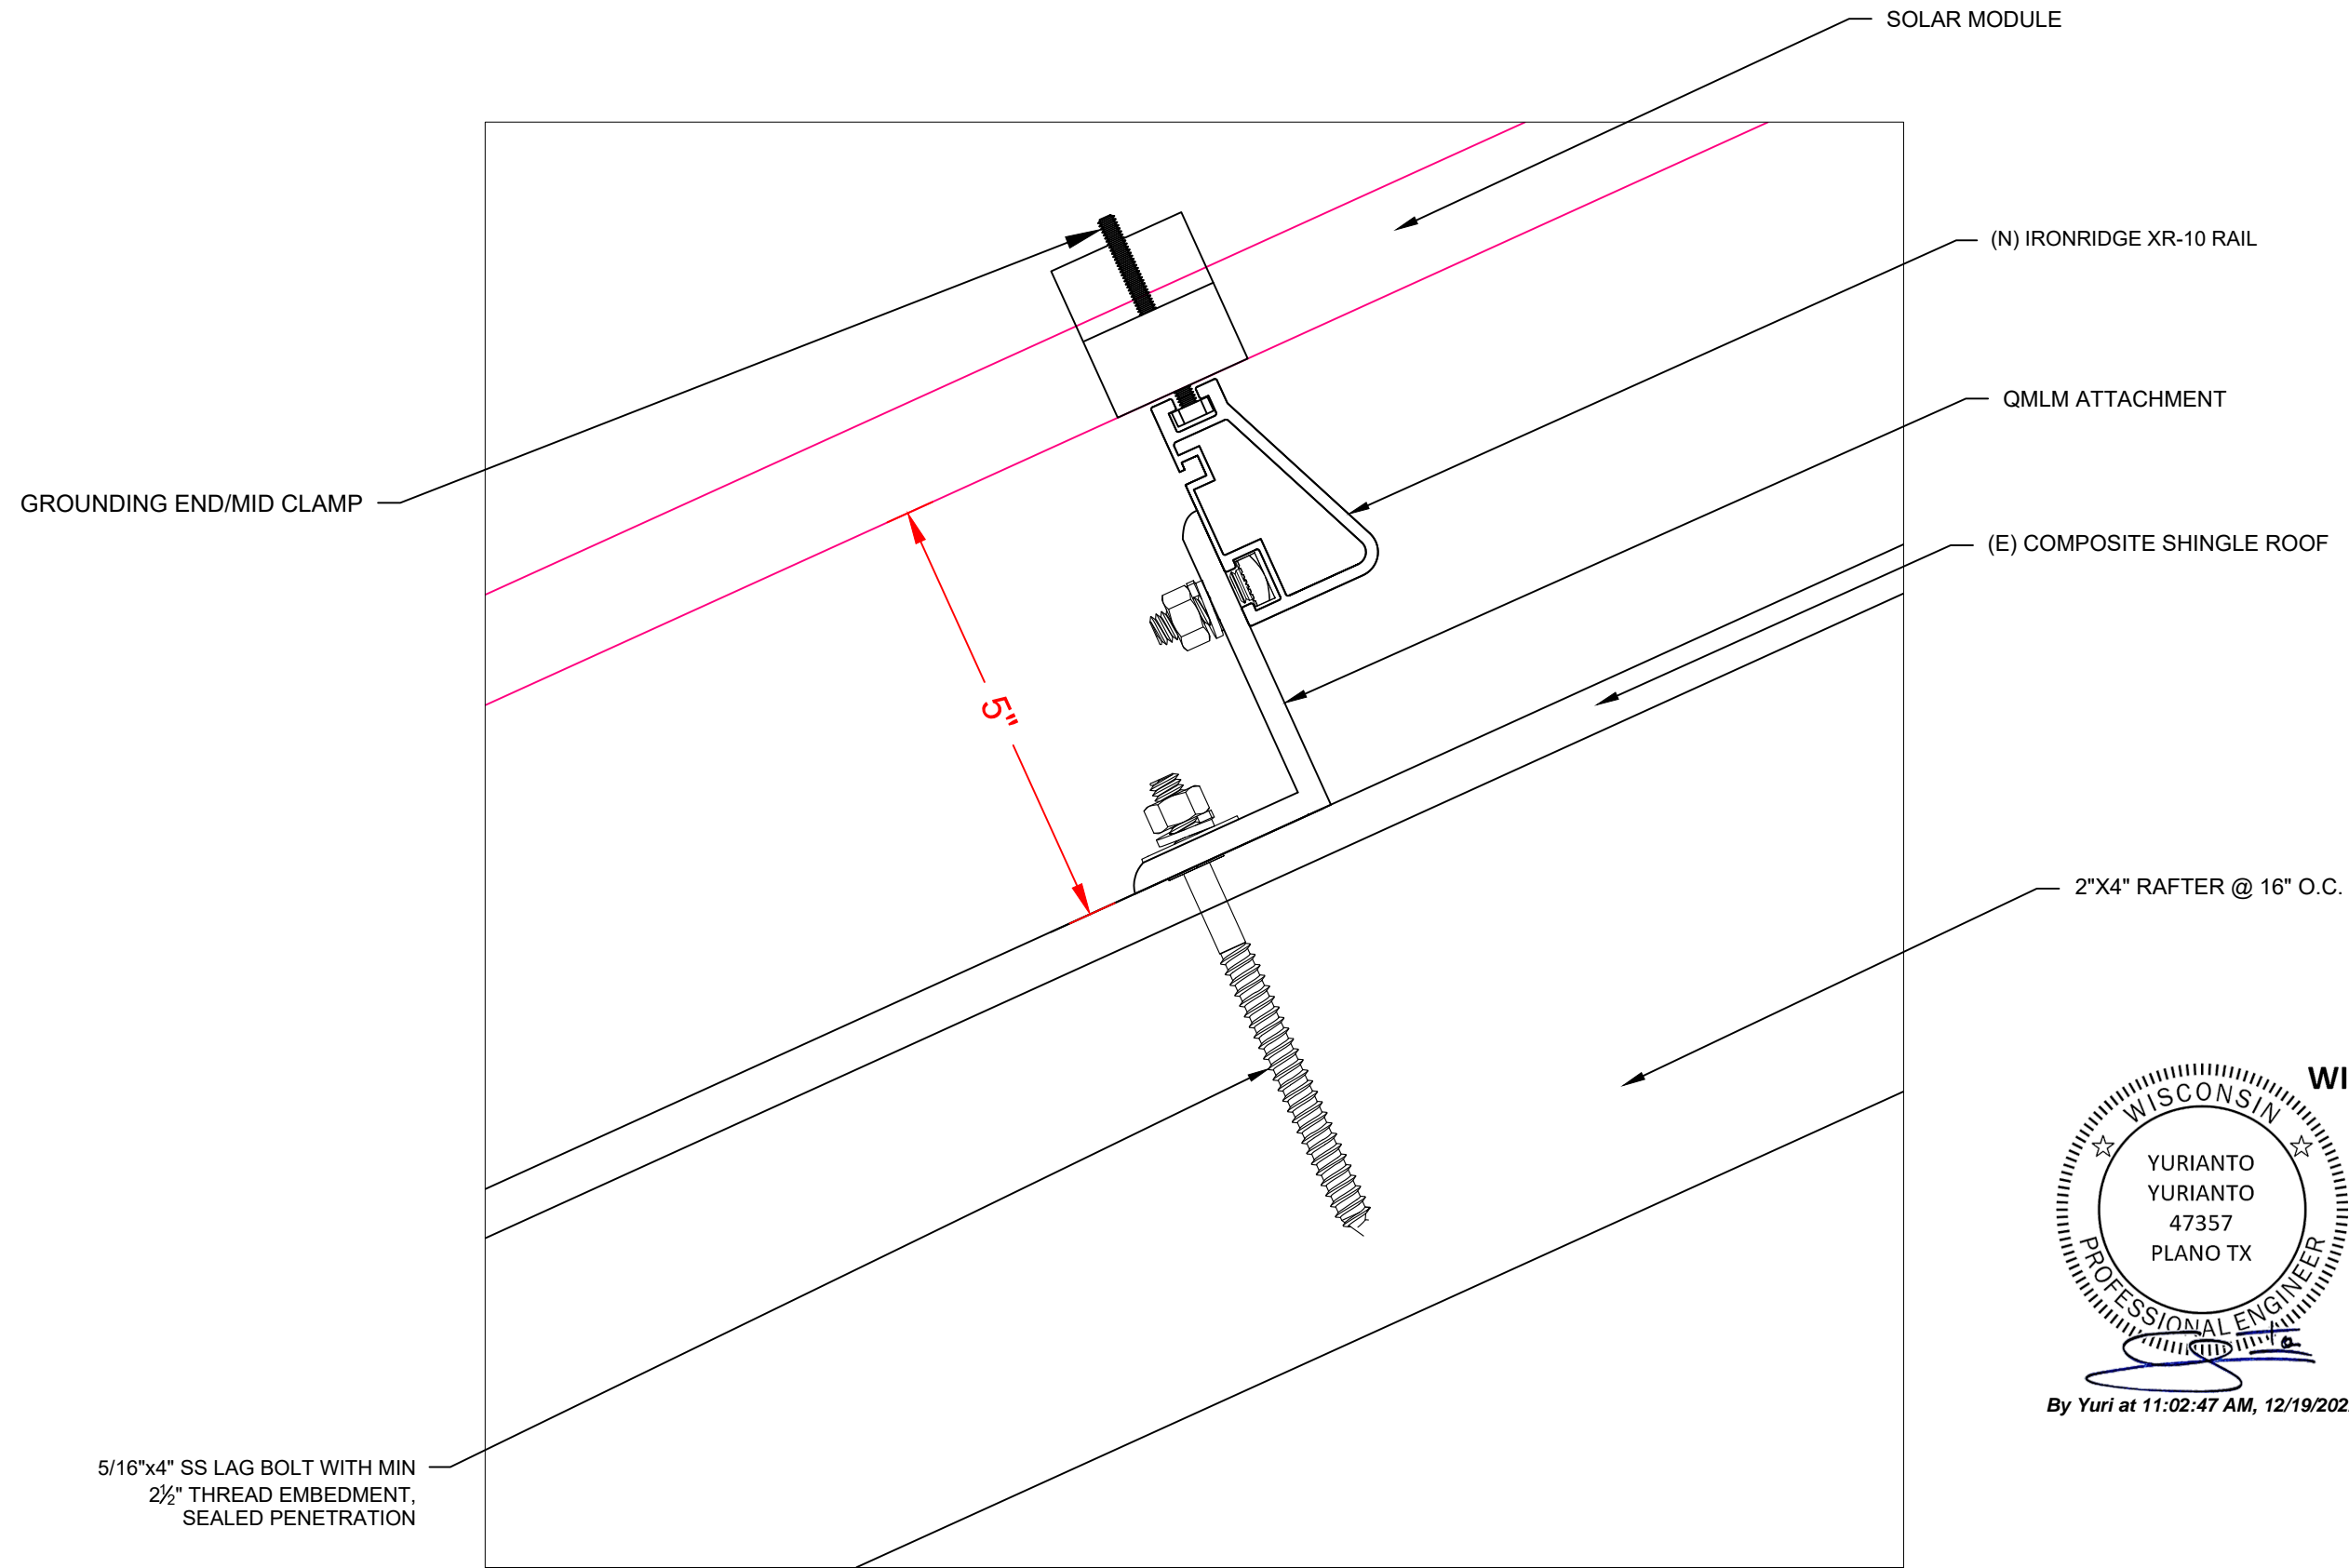 SOLAR MODULE
(N) IRONRIDGE XR-10 RAIL
QMLM ATTACHMENT
GROUNDING END/MID CLAMP
(E) COMPOSITE SHINGLE ROOF
5"
2"X4" RAFTER @ 16" O.C.
WI
WISCONSIN
YURIANTO
YURIANTO
47357
PLANO TX
PROFESSIONAL ENGINEER
By Yuri at 11:02:47 AM, 12/19/202
5/16"x4" SS LAG BOLT WITH MIN
2½" THREAD EMBEDMENT,
SEALED PENETRATION